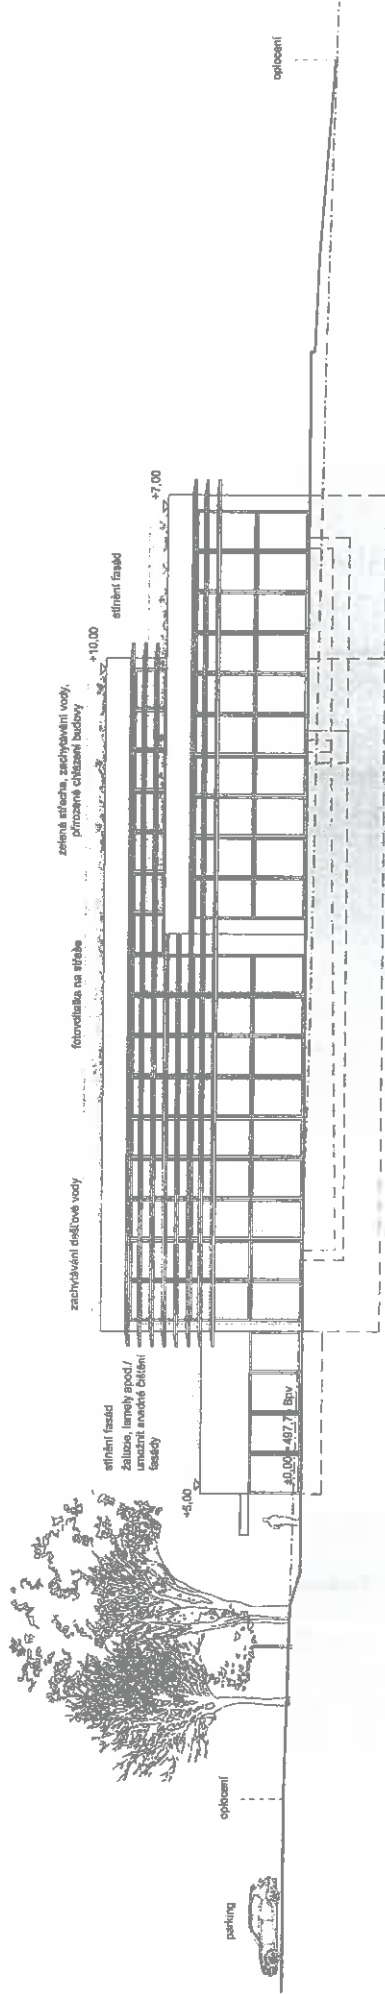 parking
oplocení
+5,00
±0,00 = 497,7 Bpv
stínění fasád
žaluzie, lamely apod./
umožnit snadné čištění
fasády
zachytávání dešťové vody
fotovoltaika na střeše
zelená střecha, zachytávání vody,
přirozené chlazení budovy
+10,00
stínění fasád
+7,00
oplocení